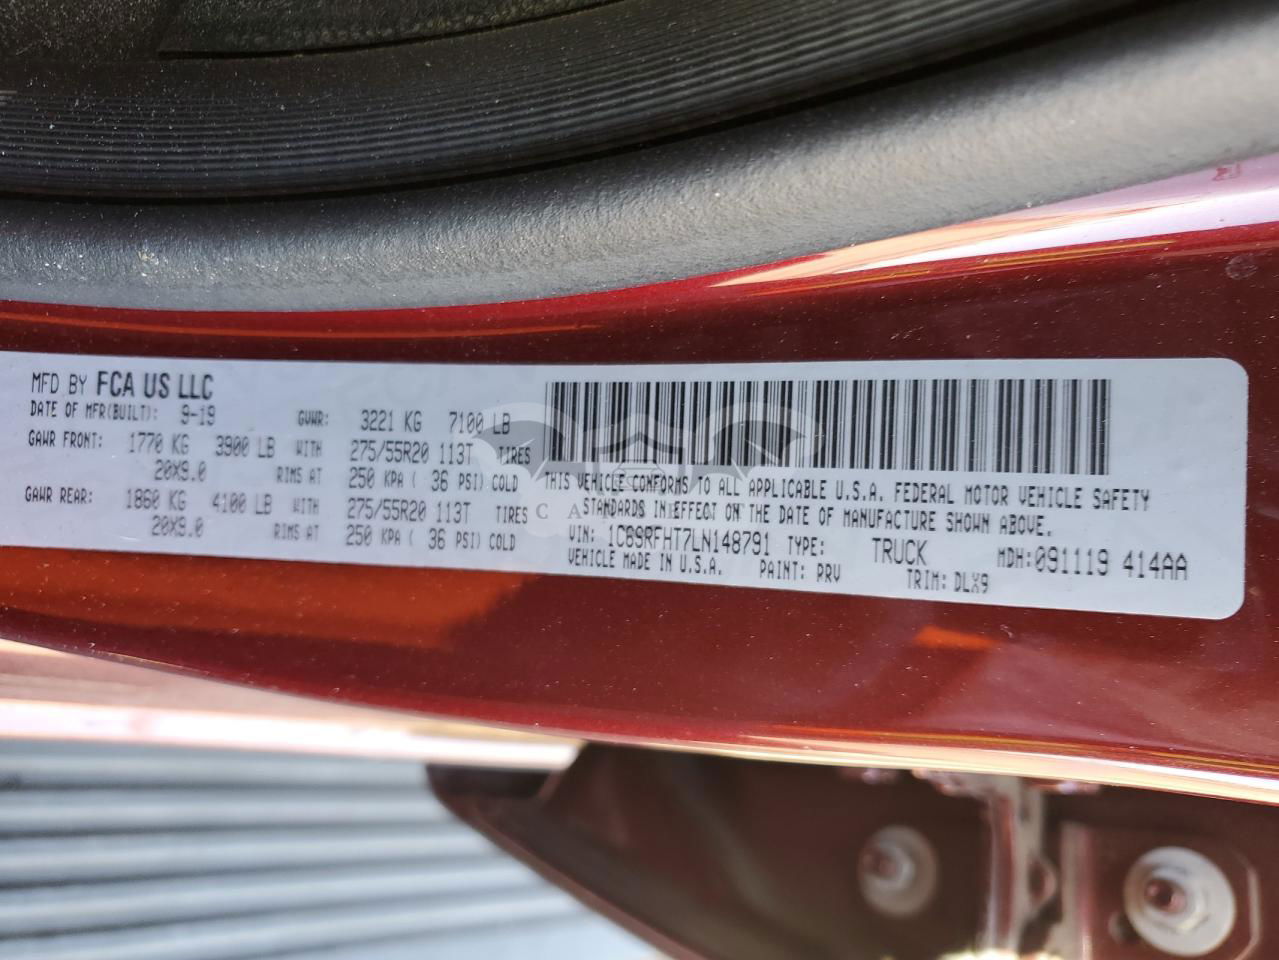 MFD BY FCA US LLC
DATE OF MFR(BUILT): 9-19 GVWR: 3221 KG 7100 LB
GAWR FRONT: 1770 KG 3900 LB WITH 275/55R20 113T TIRES
20X9.0 RIMS AT 250 KPA ( 36 PSI) COLD
GAWR REAR: 1860 KG 4100 LB WITH 275/55R20 113T TIRES
20X9.0 RIMS AT 250 KPA ( 36 PSI) COLD
THIS VEHICLE CONFORMS TO ALL APPLICABLE U.S.A. FEDERAL MOTOR VEHICLE SAFETY
STANDARDS IN EFFECT ON THE DATE OF MANUFACTURE SHOWN ABOVE.
VIN: 1C6SRFHT7LN148791 TYPE: TRUCK MDH: 091119 414AA
VEHICLE MADE IN U.S.A. PAINT: PRV TRIM: DLX9